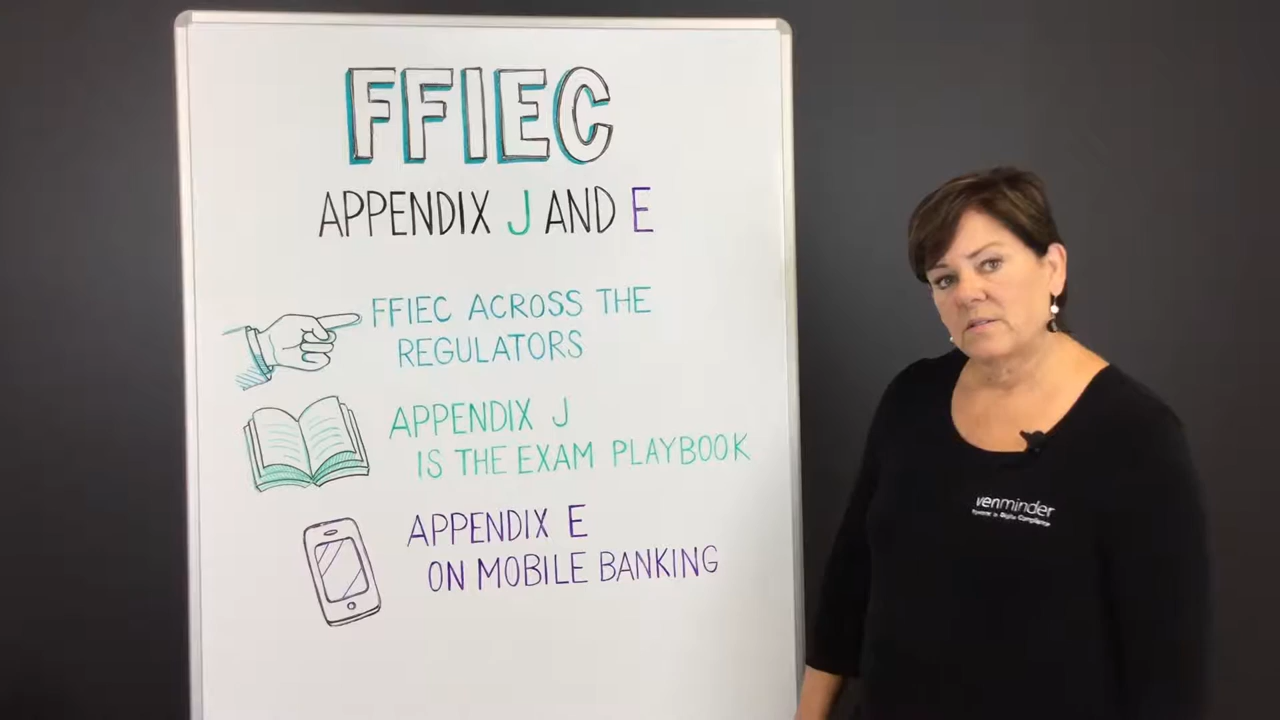 FFIEC
APPENDIX J AND E
FFIEC ACROSS THE
REGULATORS
APPENDIX J
IS THE EXAM PLAYBOOK
APPENDIX E
ON MOBILE BANKING
venminder